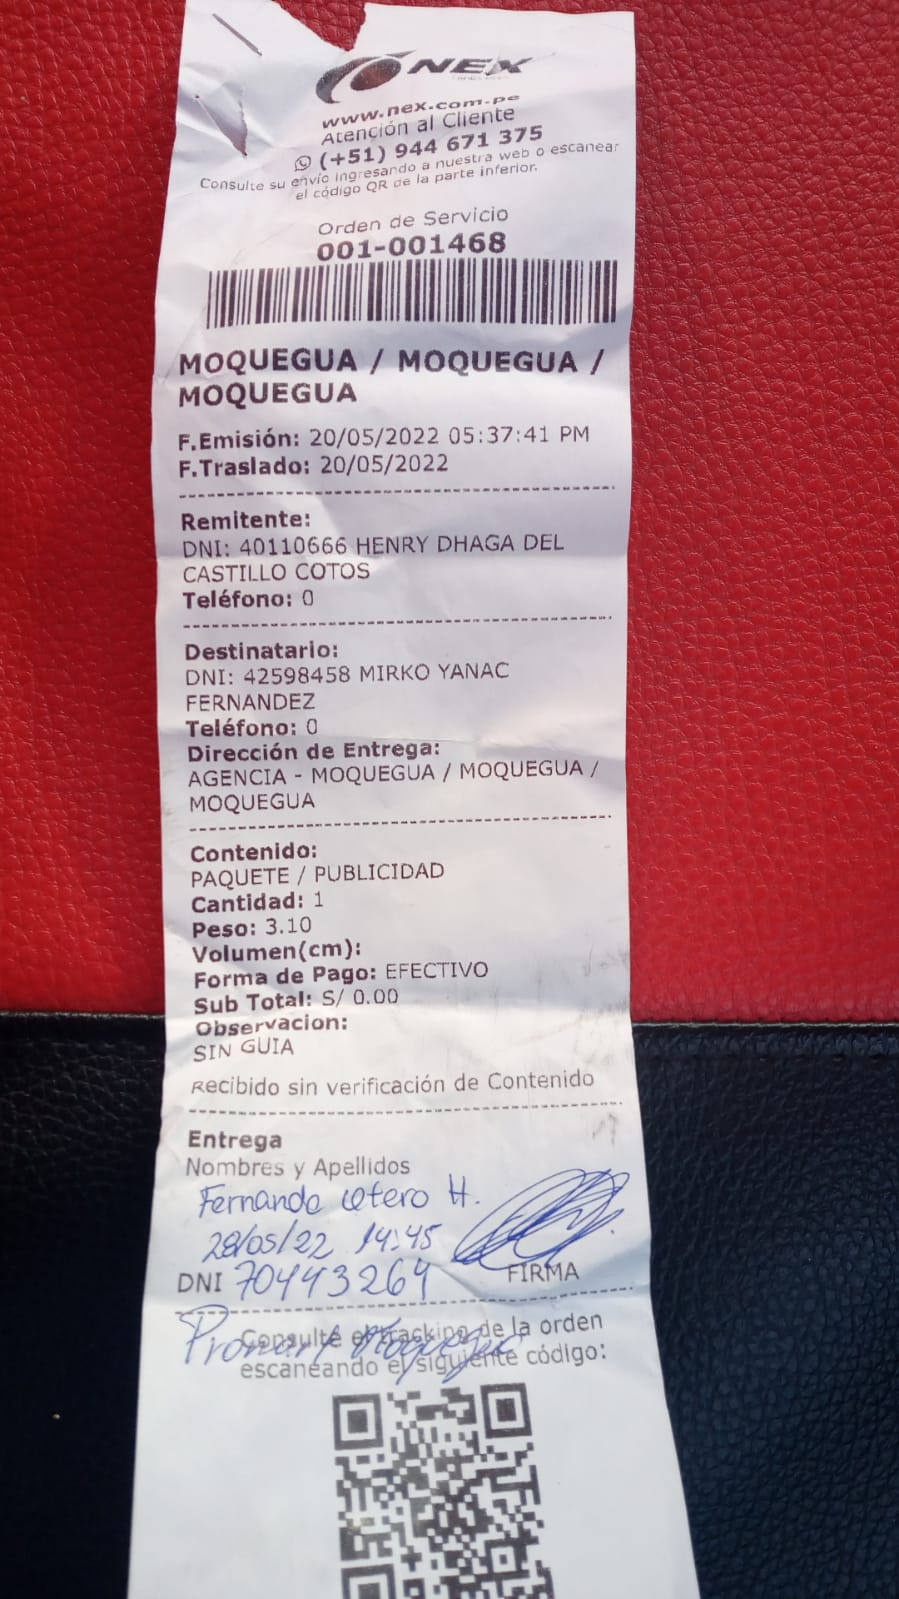 NEX
www.nex.com.pe
Atención al Cliente
(+51) 944 671 375
Consulte su envío ingresando a nuestra web o escanear
el código QR de la parte inferior.
Orden de Servicio
001-001468
MOQUEGUA / MOQUEGUA /
MOQUEGUA
F.Emisión: 20/05/2022 05:37:41 PM
F.Traslado: 20/05/2022
Remitente:
DNI: 40110666 HENRY DHAGA DEL
CASTILLO COTOS
Teléfono: 0
Destinatario:
DNI: 42598458 MIRKO YANAC
FERNANDEZ
Teléfono: 0
Dirección de Entrega:
AGENCIA - MOQUEGUA / MOQUEGUA /
MOQUEGUA
Contenido:
PAQUETE / PUBLICIDAD
Cantidad: 1
Peso: 3.10
Volumen(cm):
Forma de Pago: EFECTIVO
Sub Total: S/ 0.00
Observacion:
SIN GUIA
Recibido sin verificación de Contenido
Entrega
Nombres y Apellidos
Fernando Otero H.
28/05/22 14:45
DNI 70443264 FIRMA
Consulte el tracking de la orden
Moquegua
escaneando el siguiente código: